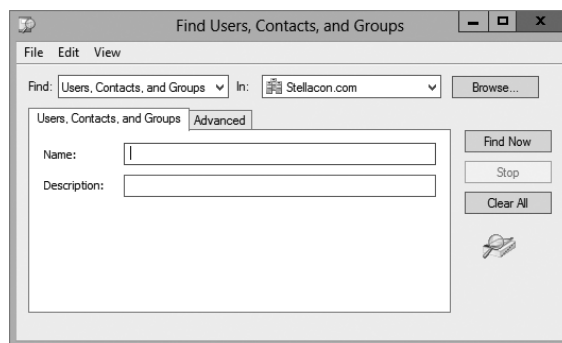 Find Users, Contacts, and Groups
File Edit View
Find: Users, Contacts, and Groups In: Stellacon.com Browse...
Users, Contacts, and Groups Advanced
Name:
Description:
Find Now
Stop
Clear All